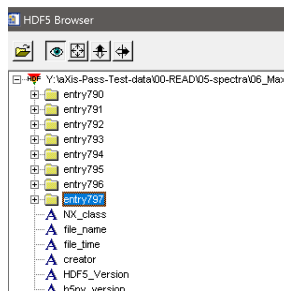 HDF5 Browser
Y:\aXis-Pass-Test-data\00-READ\05-spectra\06_Max
entry790
entry791
entry792
entry793
entry794
entry795
entry796
entry797
NX_class
file_name
file_time
creator
HDF5_Version
h5py_version